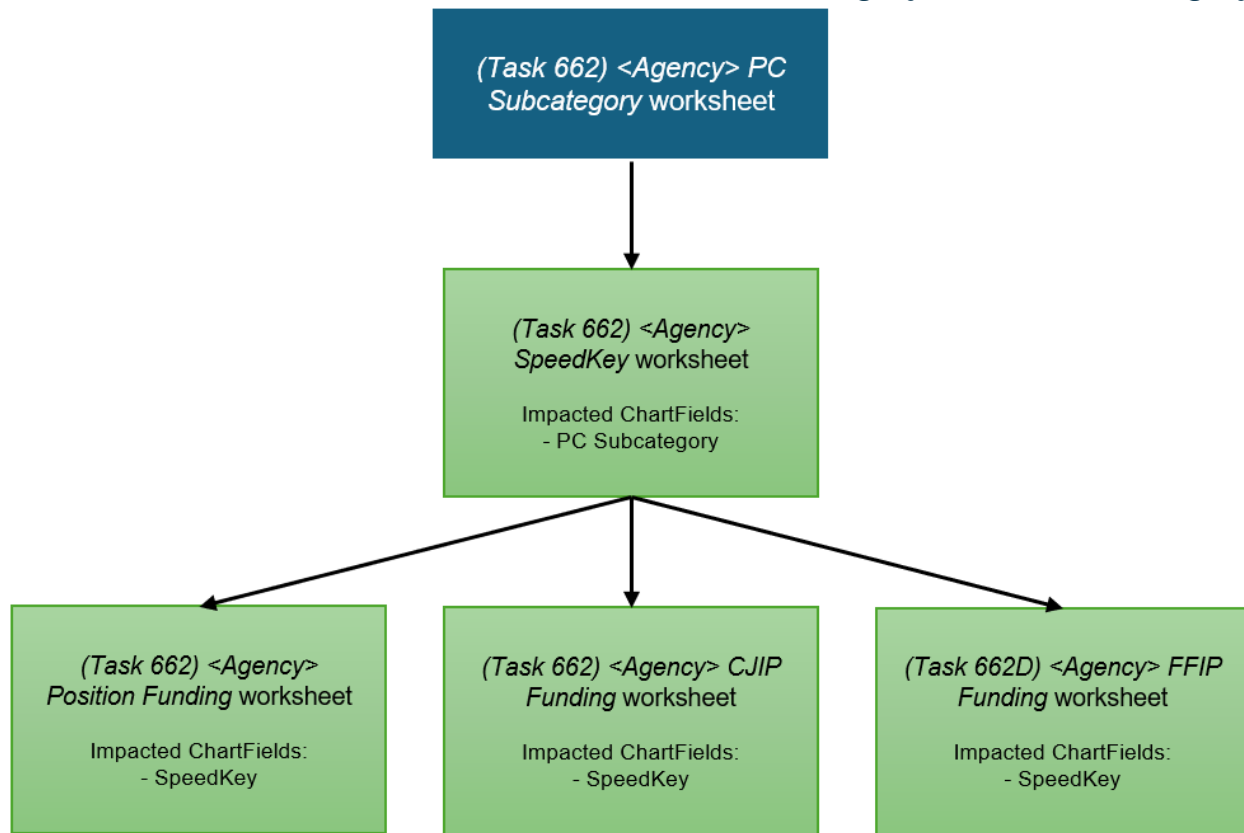 (Task 662) <Agency> PC
Subcategory worksheet
(Task 662) <Agency>
SpeedKey worksheet
Impacted ChartFields:
- PC Subcategory
(Task 662) <Agency>
Position Funding worksheet
Impacted ChartFields:
- SpeedKey
(Task 662) <Agency> CJIP
Funding worksheet
Impacted ChartFields:
- SpeedKey
(Task 662D) <Agency> FFIP
Funding worksheet
Impacted ChartFields:
- SpeedKey